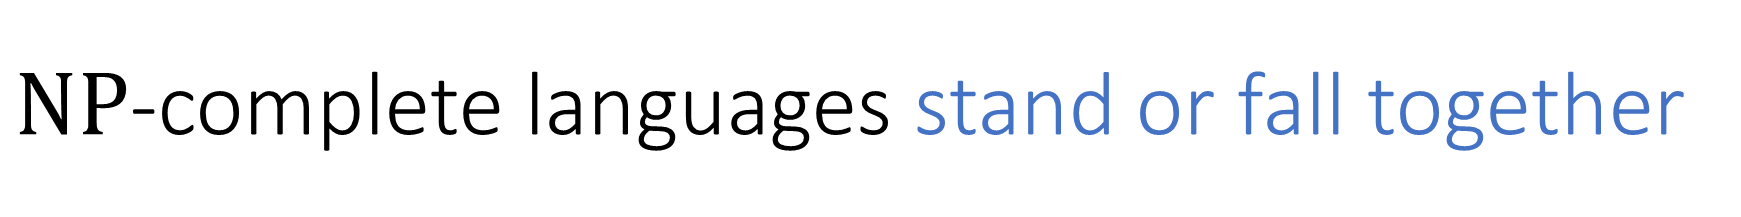 NP-complete languages stand or fall together